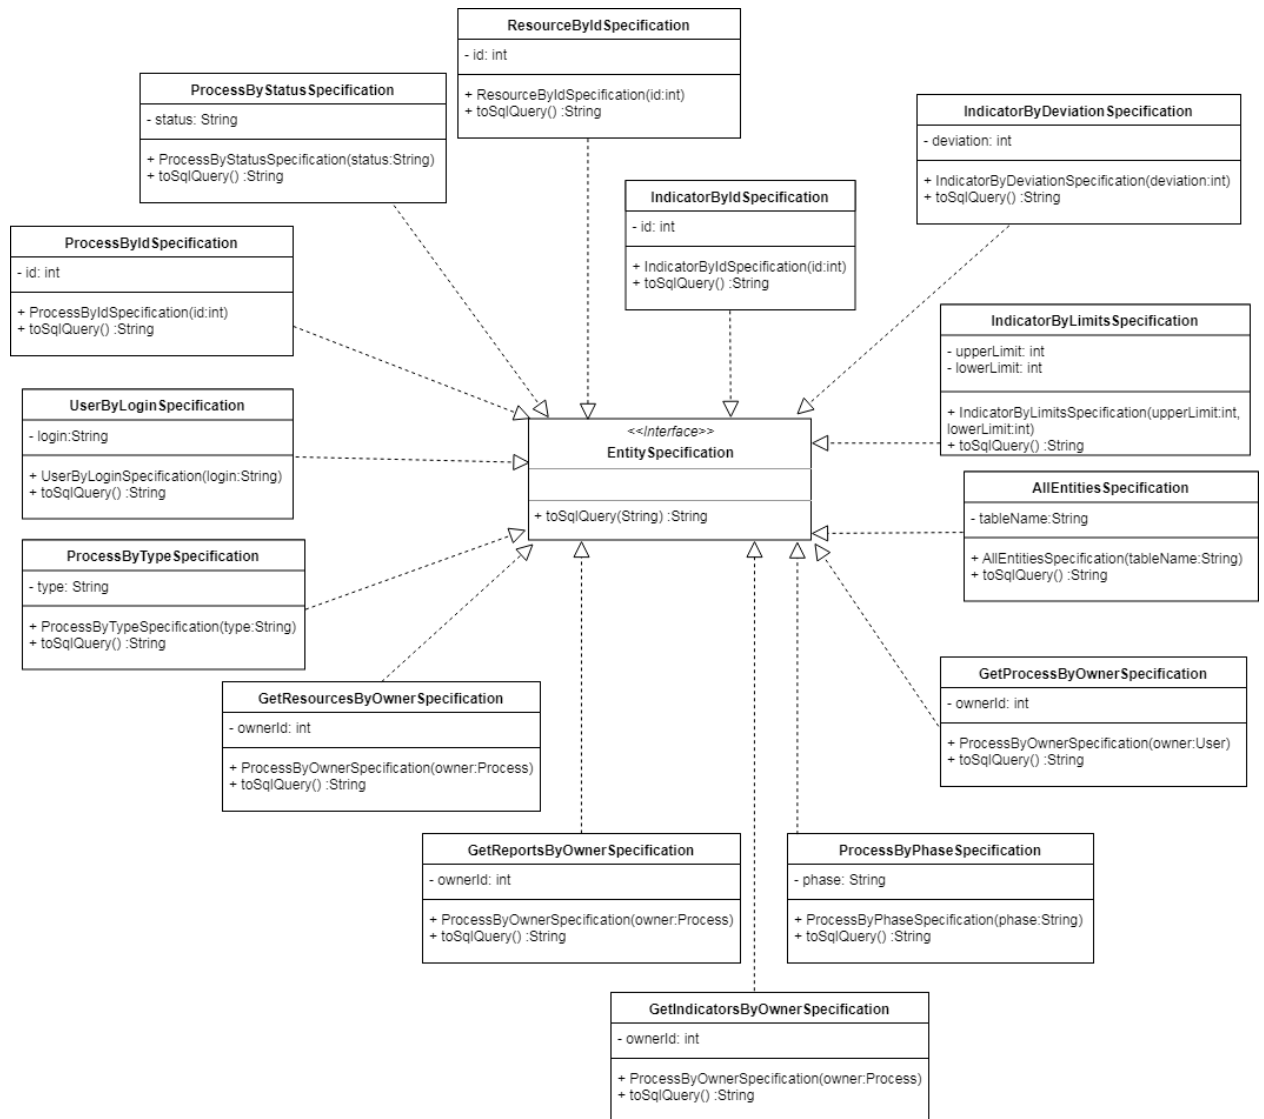 ResourceByIdSpecification
- id: int
+ ResourceByIdSpecification(id:int)
+ toSqlQuery() :String
ProcessByStatusSpecification
- status: String
+ ProcessByStatusSpecification(status:String)
+ toSqlQuery() :String
IndicatorByDeviationSpecification
- deviation: int
+ IndicatorByDeviationSpecification(deviation:int)
+ toSqlQuery() :String
IndicatorByIdSpecification
- id: int
+ IndicatorByIdSpecification(id:int)
+ toSqlQuery() :String
ProcessByIdSpecification
- id: int
+ ProcessByIdSpecification(id:int)
+ toSqlQuery() :String
IndicatorByLimitsSpecification
- upperLimit: int
- lowerLimit: int
+ IndicatorByLimitsSpecification(upperLimit:int,
lowerLimit:int)
+ toSqlQuery() :String
UserByLoginSpecification
- login:String
+ UserByLoginSpecification(login:String)
+ toSqlQuery() :String
<<Interface>>
EntitySpecification
+ toSqlQuery(String) :String
AllEntitiesSpecification
- tableName:String
+ AllEntitiesSpecification(tableName:String)
+ toSqlQuery() :String
ProcessByTypeSpecification
- type: String
+ ProcessByTypeSpecification(type:String)
+ toSqlQuery() :String
GetProcessByOwnerSpecification
- ownerId: int
+ ProcessByOwnerSpecification(owner:User)
+ toSqlQuery() :String
GetResourcesByOwnerSpecification
- ownerId: int
+ ProcessByOwnerSpecification(owner:Process)
+ toSqlQuery() :String
GetReportsByOwnerSpecification
- ownerId: int
+ ProcessByOwnerSpecification(owner:Process)
+ toSqlQuery() :String
ProcessByPhaseSpecification
- phase: String
+ ProcessByPhaseSpecification(phase:String)
+ toSqlQuery() :String
GetIndicatorsByOwnerSpecification
- ownerId: int
+ ProcessByOwnerSpecification(owner:Process)
+ toSqlQuery() :String